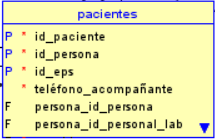 pacientes
P * id_paciente
P * id_persona
P * id_eps
* teléfono_acompañante
F persona_id_persona
F persona_id_personal_lab